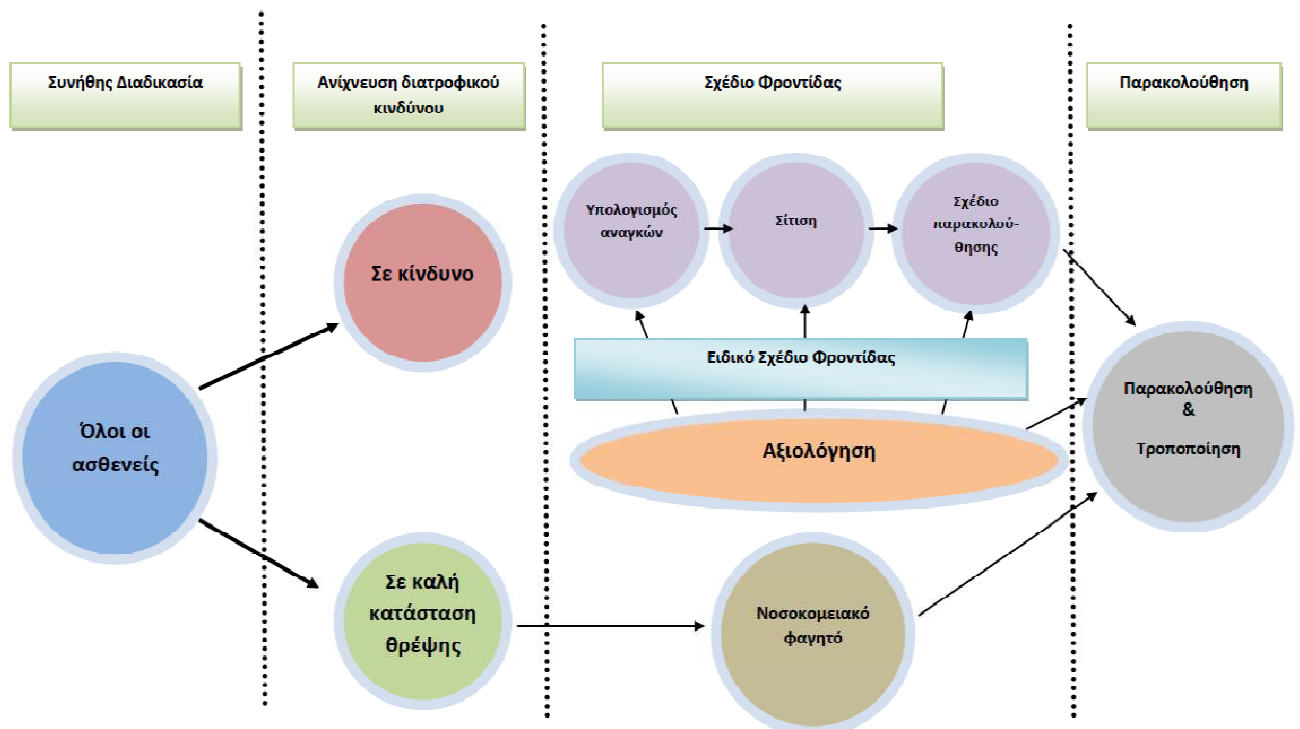 Συνήθης Διαδικασία
Ανίχνευση διατροφικού
κινδύνου
Σχέδιο Φροντίδας
Παρακολούθηση
Υπολογισμός
αναγκών
Σίτιση
Σχέδιο
παρακολού-
θησης
Σε κίνδυνο
Ειδικό Σχέδιο Φροντίδας
Όλοι οι
ασθενείς
Αξιολόγηση
Παρακολούθηση
&
Τροποποίηση
Σε καλή
κατάσταση
θρέψης
Νοσοκομειακό
φαγητό